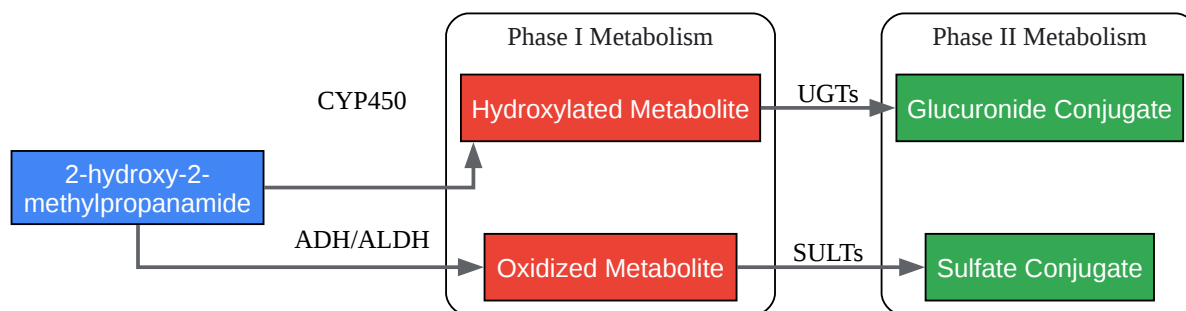 Phase I Metabolism
Phase II Metabolism
CYP450
Hydroxylated Metabolite
UGTs
Glucuronide Conjugate
2-hydroxy-2-
methylpropanamide
ADH/ALDH
Oxidized Metabolite
SULTs
Sulfate Conjugate